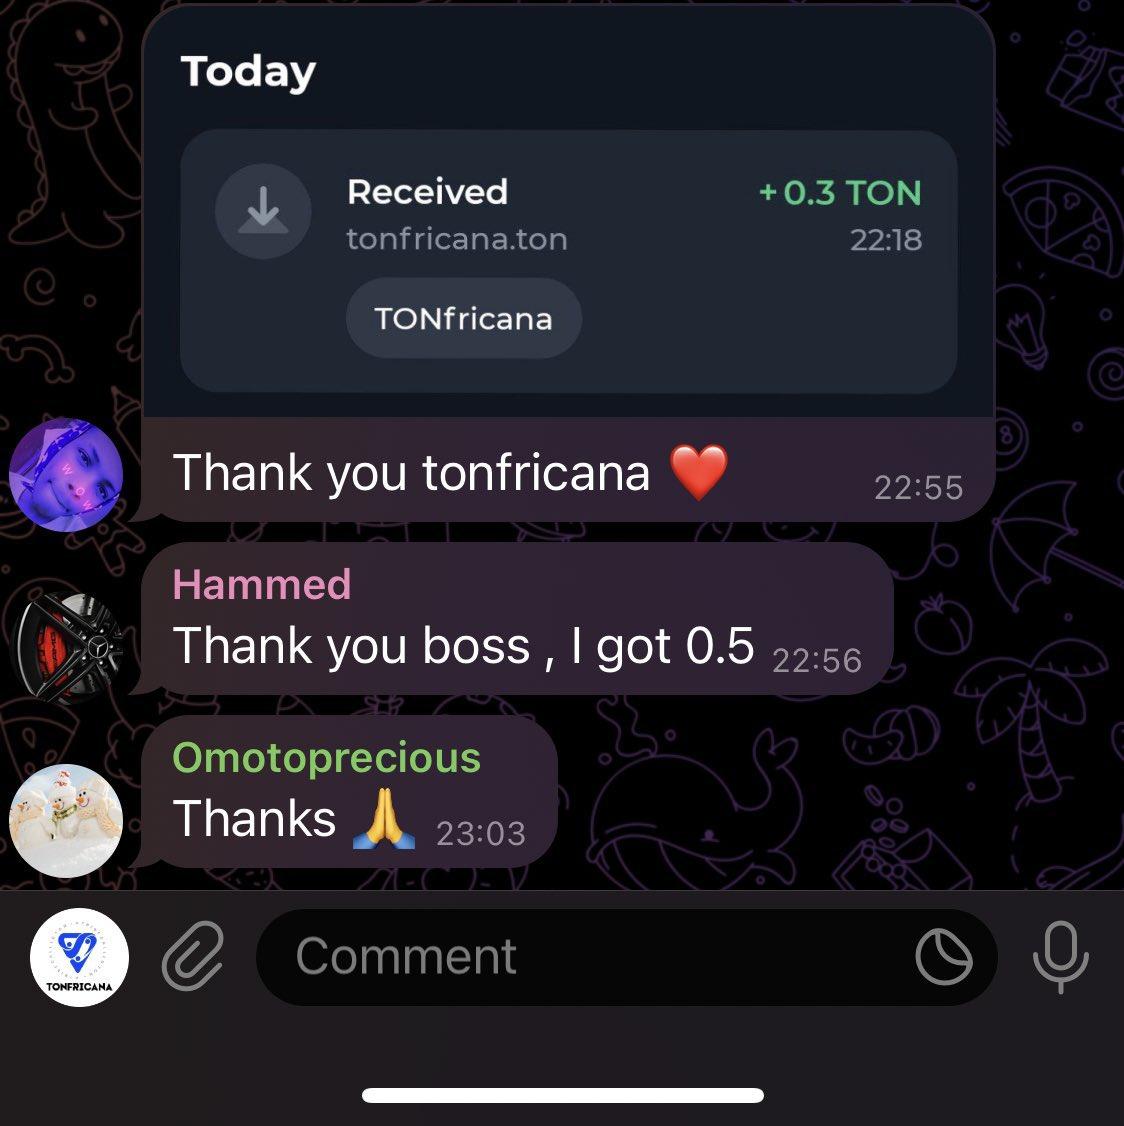 Today
Received +0.3 TON
tonfricana.ton 22:18
TONfricana
Thank you tonfricana ❤️ 22:55
Hammed
Thank you boss , I got 0.5 22:56
Omotoprecious
Thanks 🙏 23:03
TONFRICANA
Comment